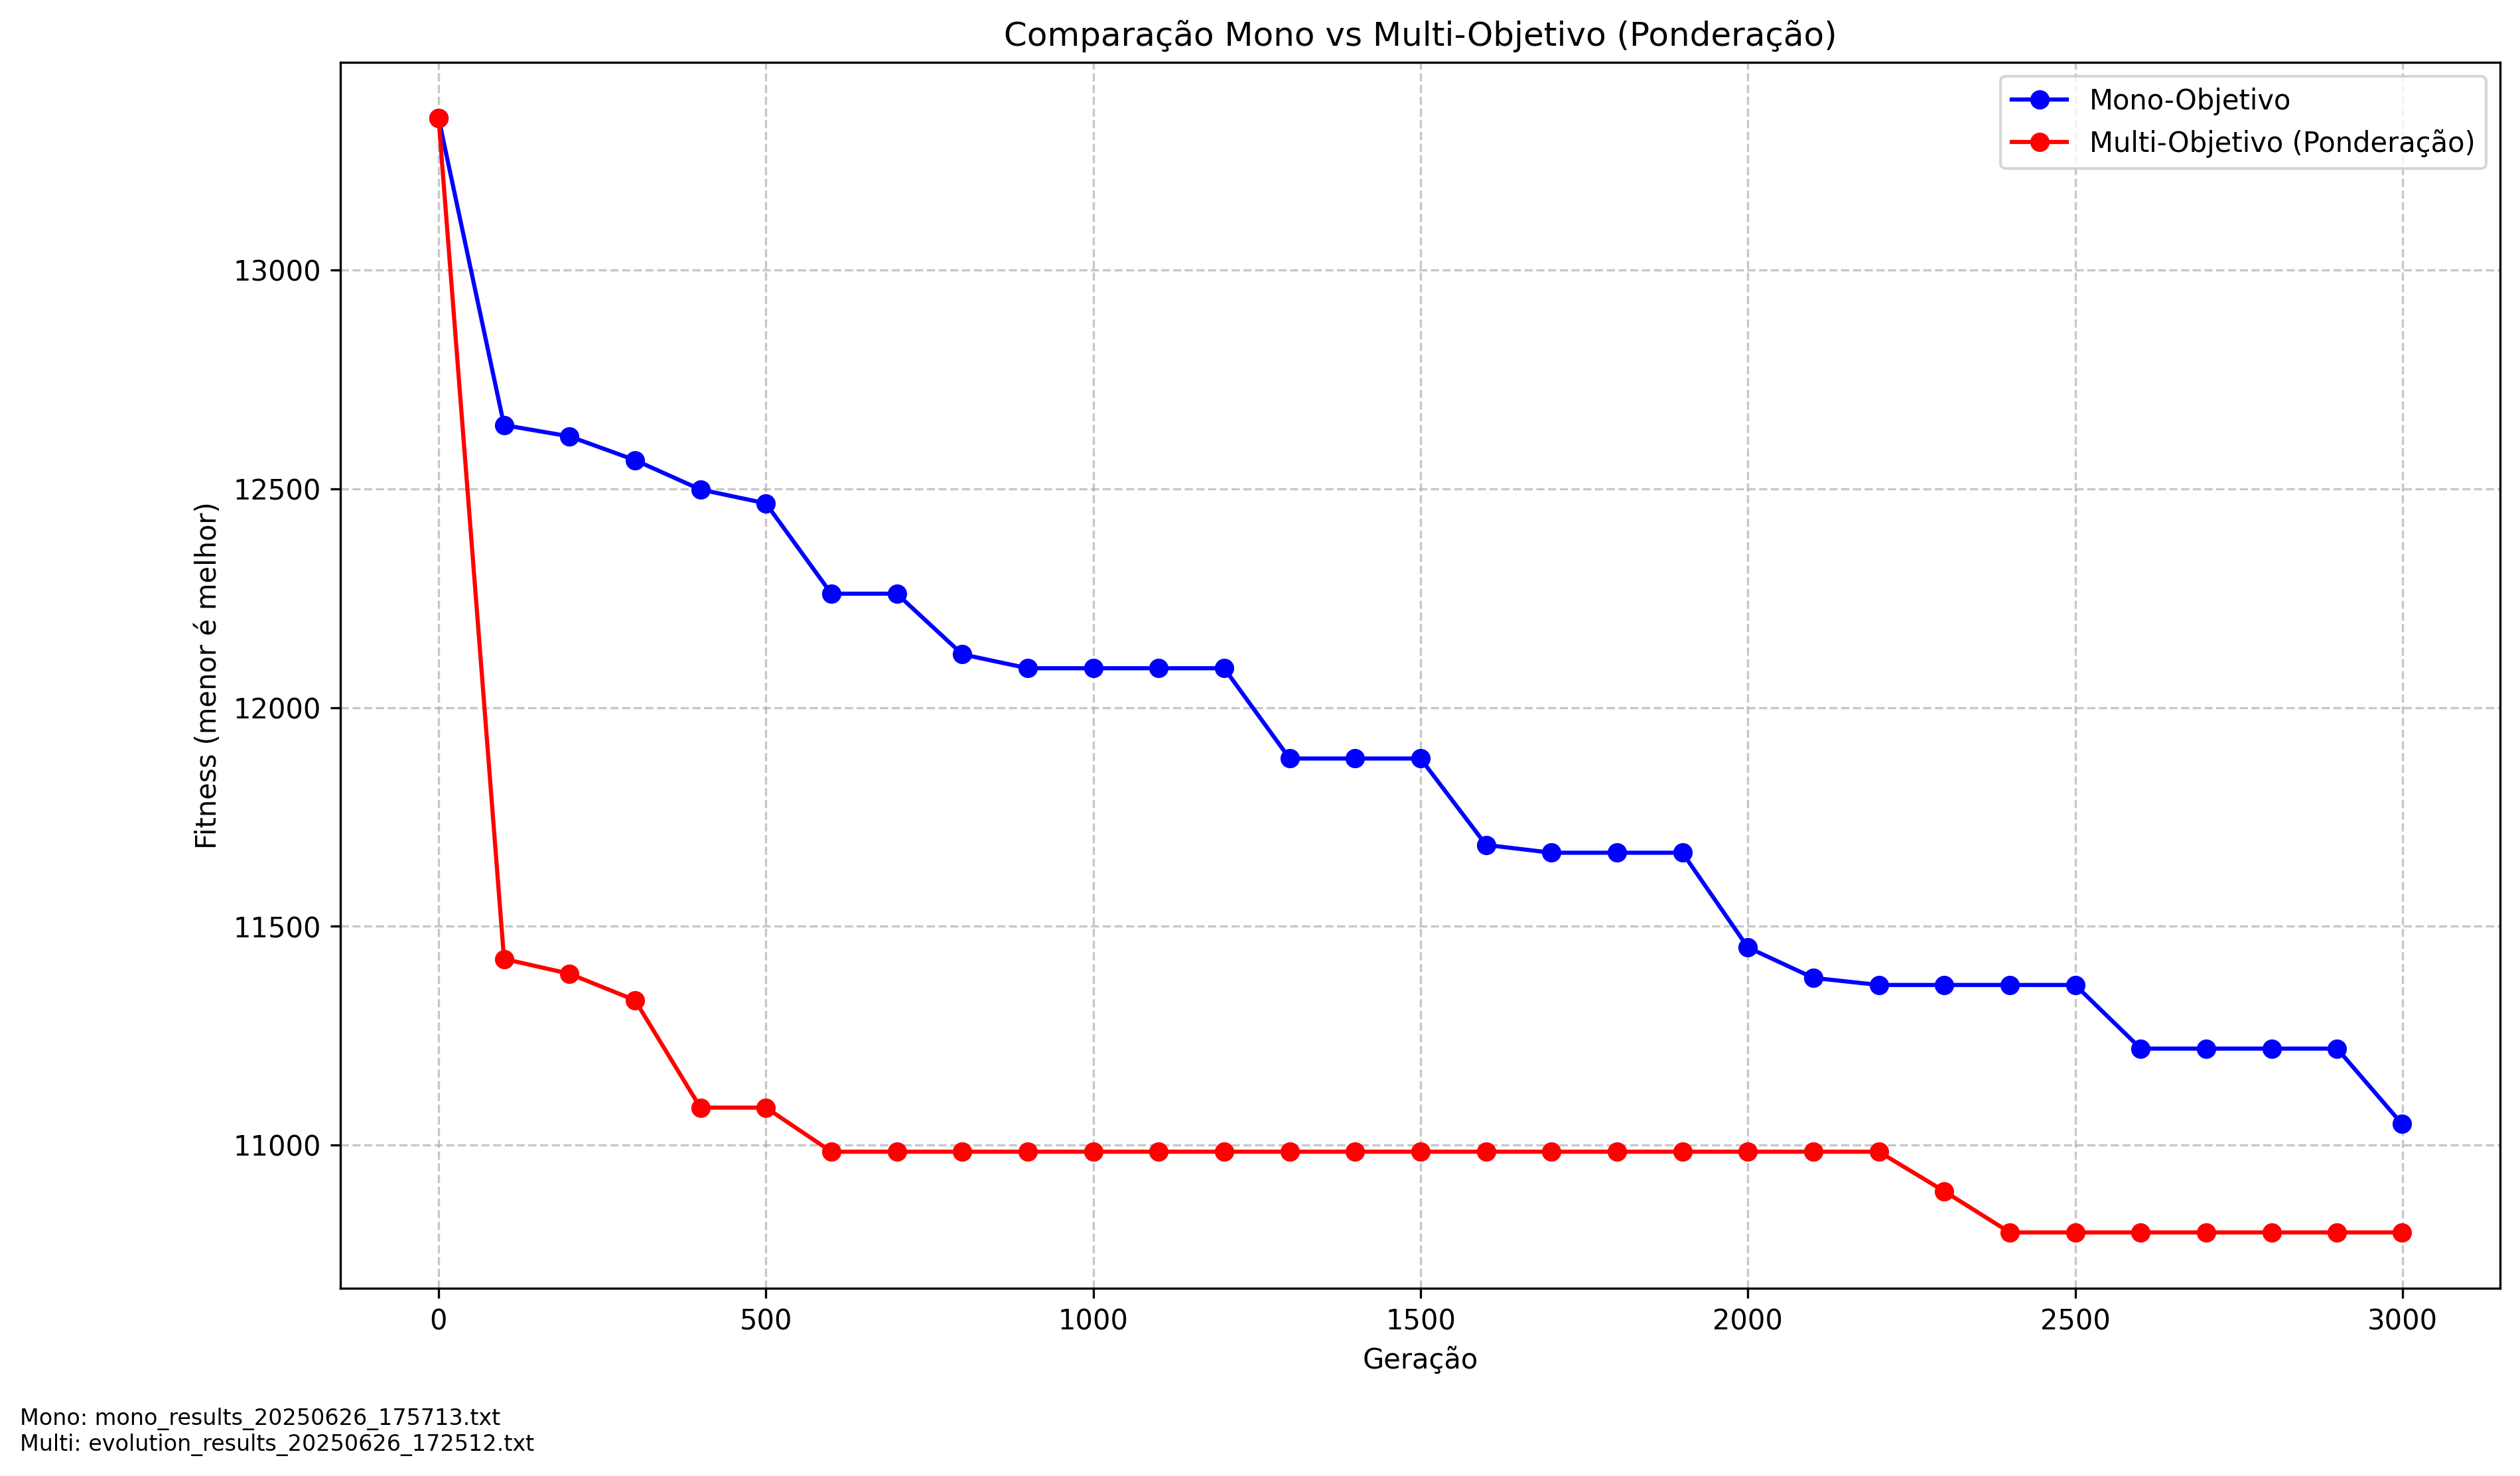 Comparação Mono vs Multi-Objetivo (Ponderação)
Mono-Objetivo
Multi-Objetivo (Ponderação)
Fitness (menor é melhor)
13000
12500
12000
11500
11000
0 500 1000 1500 2000 2500 3000
Geração
Mono: mono_results_20250626_175713.txt
Multi: evolution_results_20250626_172512.txt